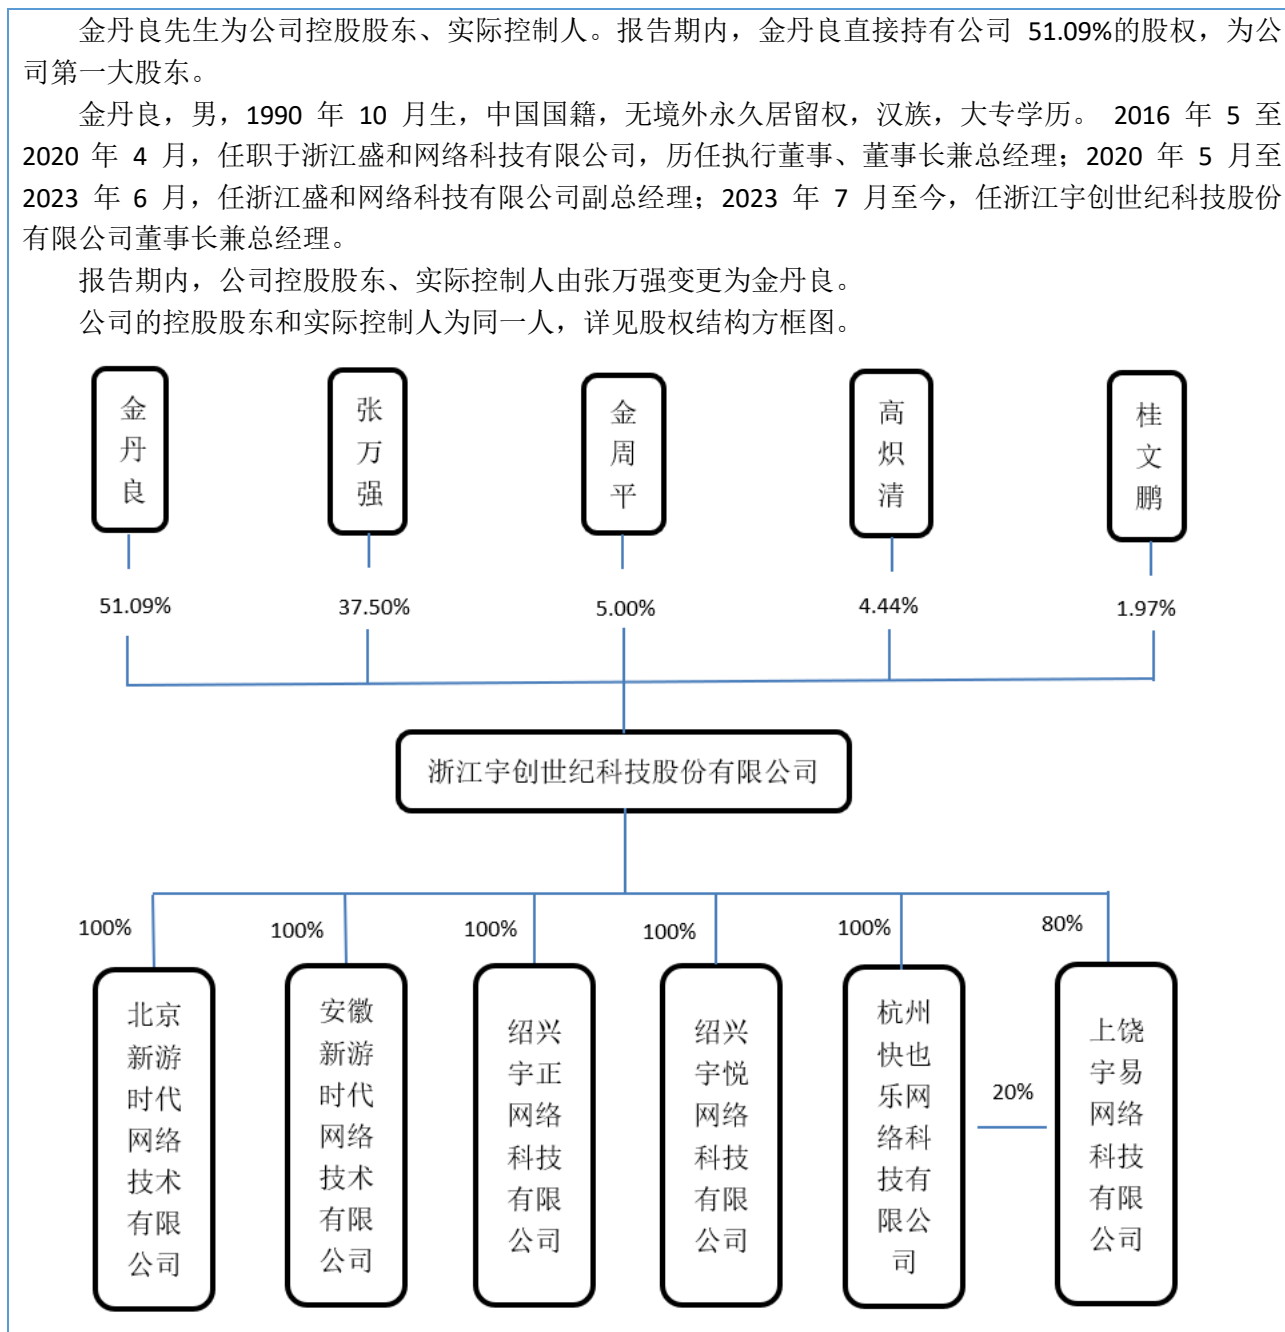 金丹良先生为公司控股股东、实际控制人。报告期内，金丹良直接持有公司 51.09%的股权，为公
司第一大股东。
金丹良，男，1990 年 10 月生，中国国籍，无境外永久居留权，汉族，大专学历。 2016 年 5 至
2020 年 4 月，任职于浙江盛和网络科技有限公司，历任执行董事、董事长兼总经理；2020 年 5 月至
2023 年 6 月，任浙江盛和网络科技有限公司副总经理；2023 年 7 月至今，任浙江宇创世纪科技股份
有限公司董事长兼总经理。
报告期内，公司控股股东、实际控制人由张万强变更为金丹良。
公司的控股股东和实际控制人为同一人，详见股权结构方框图。
金丹良
张万强
金周平
高炽清
桂文鹏
51.09%
37.50%
5.00%
4.44%
1.97%
浙江宇创世纪科技股份有限公司
100%
100%
100%
100%
100%
80%
北京
新游
时代
网络
技术
有限
公司
安徽
新游
时代
网络
技术
有限
公司
绍兴
宇正
网络
科技
有限
公司
绍兴
宇悦
网络
科技
有限
公司
杭州
快也
乐网
络科
技有
限公
司
20%
上饶
宇易
网络
科技
有限
公司